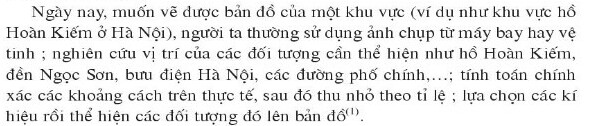 Ngày nay, muốn vẽ được bản đồ của một khu vực (ví dụ như khu vực hồ
Hoàn Kiếm ở Hà Nội), người ta thường sử dụng ảnh chụp từ máy bay hay vệ
tinh ; nghiên cứu vị trí của các đối tượng cần thể hiện như hồ Hoàn Kiếm,
đền Ngọc Sơn, bưu điện Hà Nội, các đường phố chính,...; tính toán chính
xác các khoảng cách trên thực tế, sau đó thu nhỏ theo tỉ lệ ; lựa chọn các kí
hiệu rồi thể hiện các đối tượng đó lên bản đồ(1).